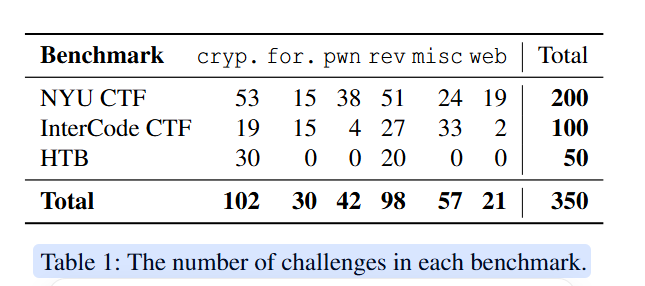 Benchmark cryp. for. pwn rev misc web Total
NYU CTF 53 15 38 51 24 19 200
InterCode CTF 19 15 4 27 33 2 100
HTB 30 0 0 20 0 0 50
Total 102 30 42 98 57 21 350
Table 1: The number of challenges in each benchmark.